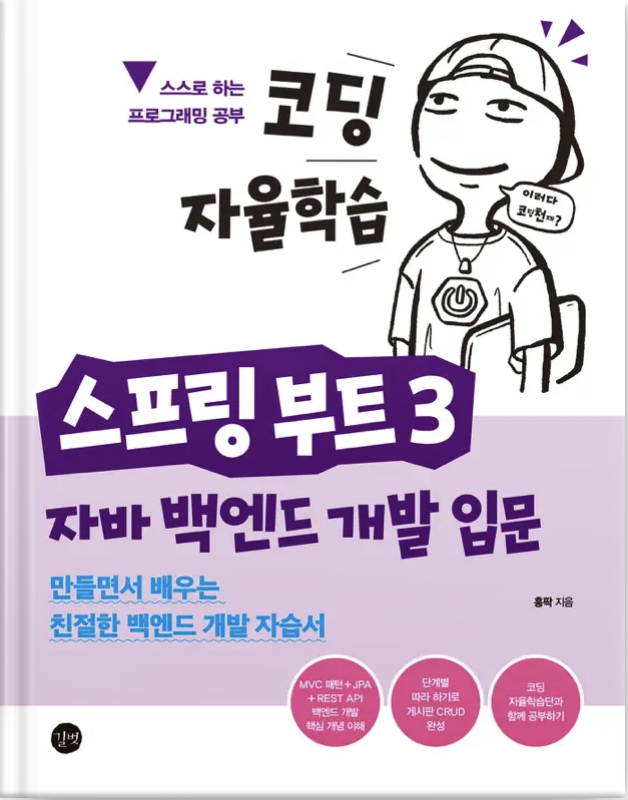 스스로 하는
프로그래밍 공부
코딩
자율학습
이러다
코딩천재?
스프링 부트 3
자바 백엔드 개발 입문
만들면서 배우는
친절한 백엔드 개발 자습서
홍팍 지음
MVC 패턴 + JPA
+ REST API
백엔드 개발
핵심 개념 이해
단계별
따라 하기로
게시판 CRUD
완성
코딩
자율학습단과
함께 공부하기
길벗